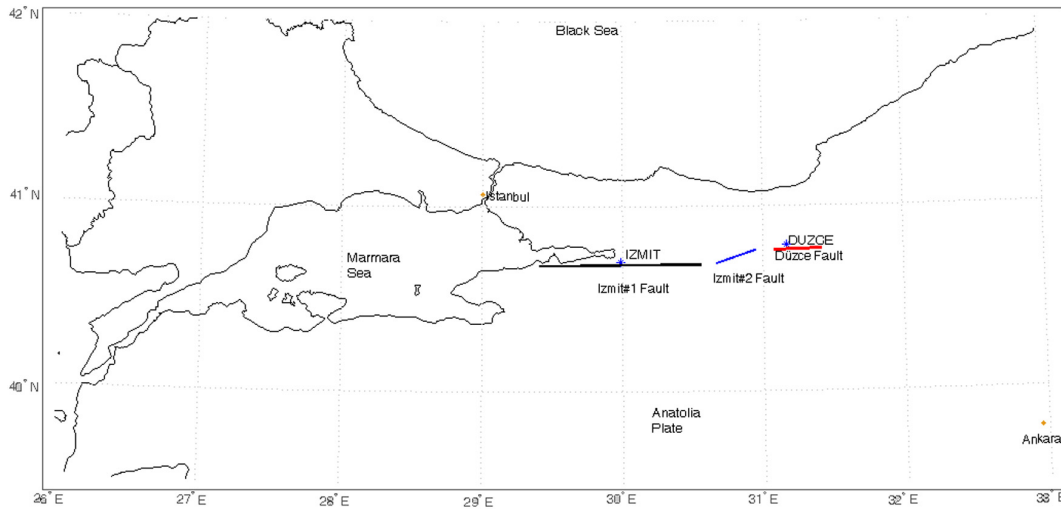 42°N
Black Sea
41°N
Istanbul
DUZCE
Düzce Fault
IZMIT
Marmara
Sea
Izmit#1 Fault
Izmit#2 Fault
40°N
Anatolia
Plate
Ankara
26°E
27°E
28°E
29°E
30°E
31°E
32°E
33°E